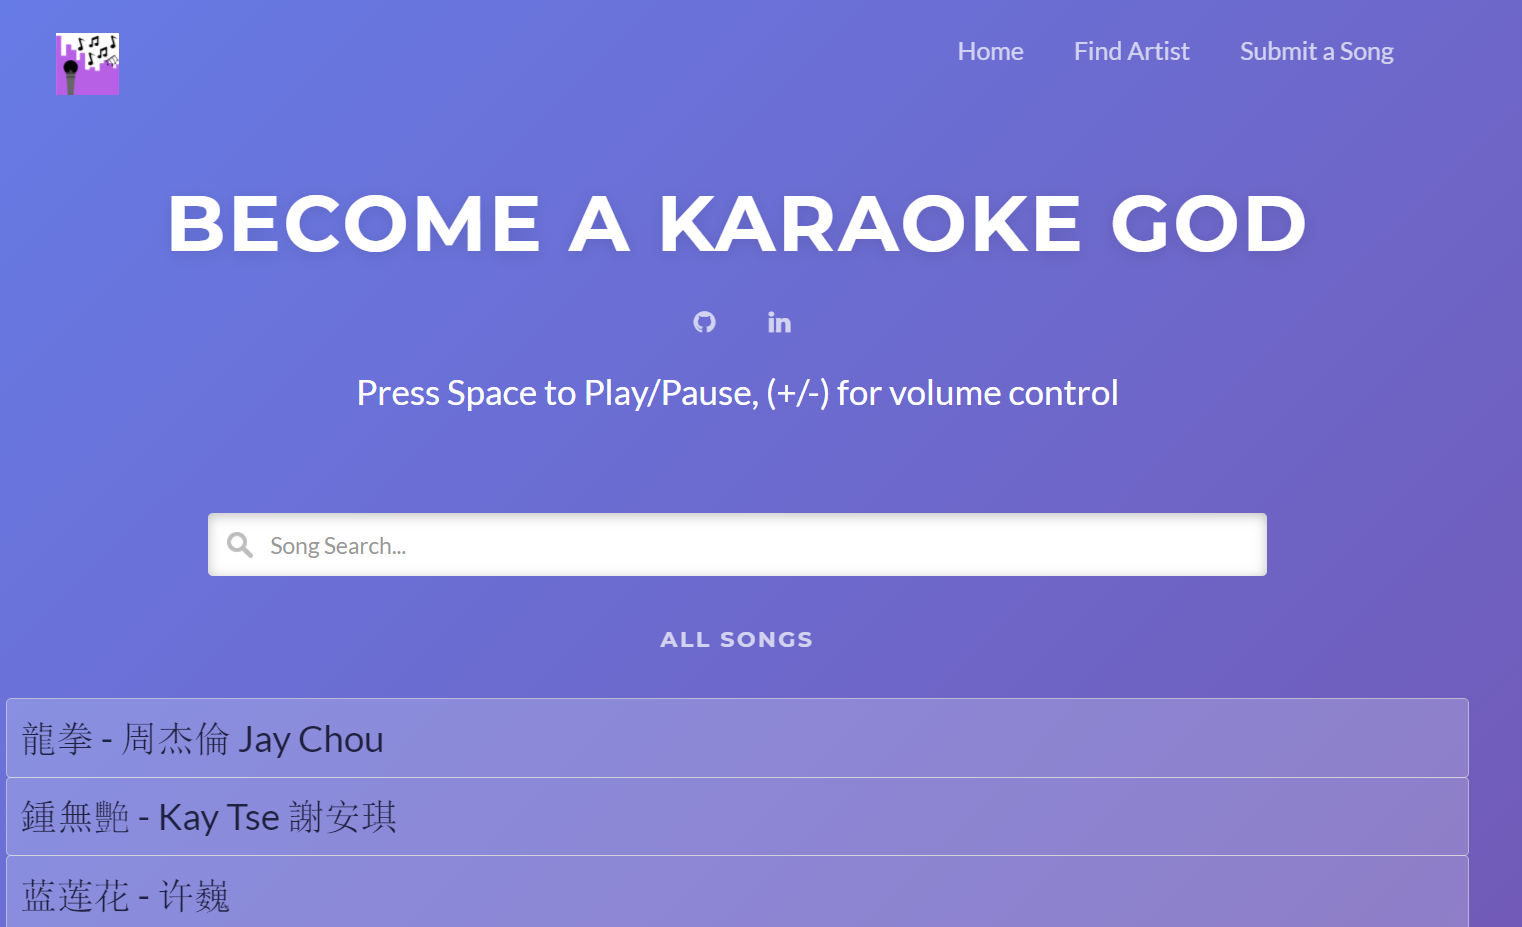 Home Find Artist Submit a Song
BECOME A KARAOKE GOD
Press Space to Play/Pause, (+/-) for volume control
Song Search...
ALL SONGS
龍拳 - 周杰倫 Jay Chou
鍾無艷 - Kay Tse 謝安琪
蓝莲花 - 许巍